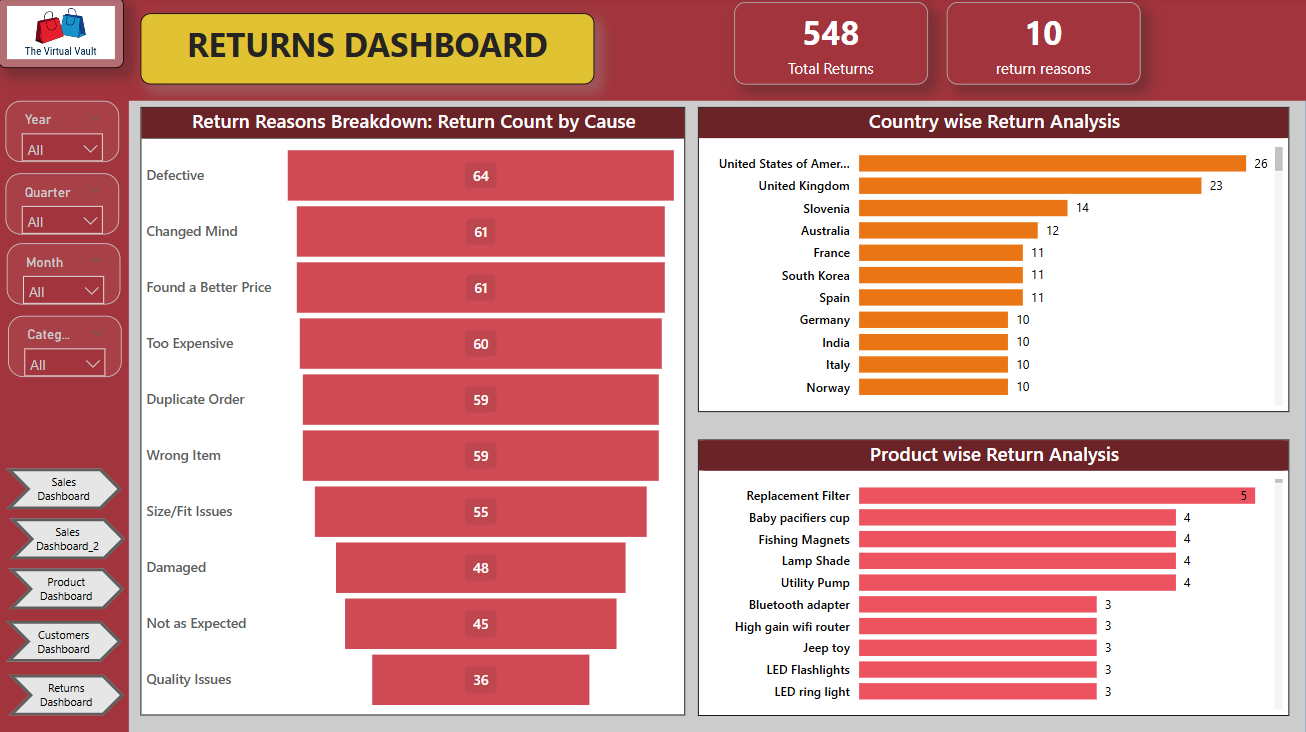 The Virtual Vault
RETURNS DASHBOARD
548
Total Returns
10
return reasons
Year
All
Quarter
All
Month
All
Categ...
All
Sales
Dashboard
Sales
Dashboard_2
Product
Dashboard
Customers
Dashboard
Returns
Dashboard
Return Reasons Breakdown: Return Count by Cause
Defective 64
Changed Mind 61
Found a Better Price 61
Too Expensive 60
Duplicate Order 59
Wrong Item 59
Size/Fit Issues 55
Damaged 48
Not as Expected 45
Quality Issues 36
Country wise Return Analysis
United States of Amer... 26
United Kingdom 23
Slovenia 14
Australia 12
France 11
South Korea 11
Spain 11
Germany 10
India 10
Italy 10
Norway 10
Product wise Return Analysis
Replacement Filter 5
Baby pacifiers cup 4
Fishing Magnets 4
Lamp Shade 4
Utility Pump 4
Bluetooth adapter 3
High gain wifi router 3
Jeep toy 3
LED Flashlights 3
LED ring light 3